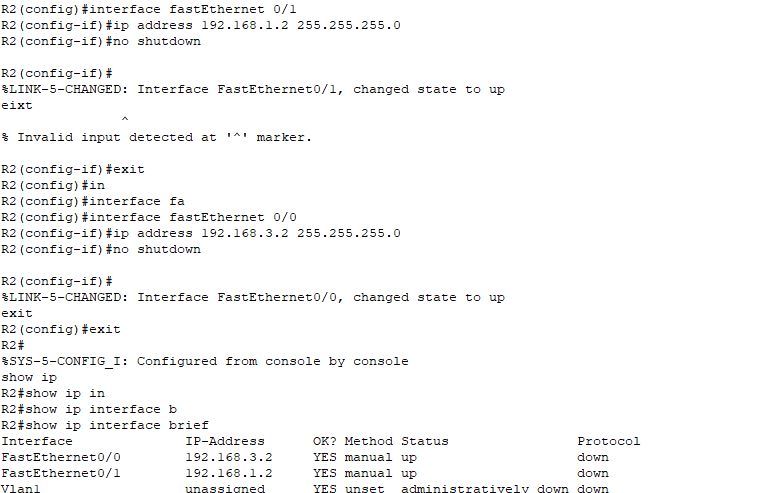 R2(config)#interface fastEthernet 0/1
R2(config-if)#ip address 192.168.1.2 255.255.255.0
R2(config-if)#no shutdown
R2(config-if)#
%LINK-5-CHANGED: Interface FastEthernet0/1, changed state to up
eixt
^
% Invalid input detected at '^' marker.
R2(config-if)#exit
R2(config)#in
R2(config)#interface fa
R2(config)#interface fastEthernet 0/0
R2(config-if)#ip address 192.168.3.2 255.255.255.0
R2(config-if)#no shutdown
R2(config-if)#
%LINK-5-CHANGED: Interface FastEthernet0/0, changed state to up
exit
R2(config)#exit
R2#
%SYS-5-CONFIG_I: Configured from console by console
show ip
R2#show ip in
R2#show ip interface b
R2#show ip interface brief
Interface IP-Address OK? Method Status Protocol
FastEthernet0/0 192.168.3.2 YES manual up down
FastEthernet0/1 192.168.1.2 YES manual up down
Vlan1 unassigned YES unset administratively down down